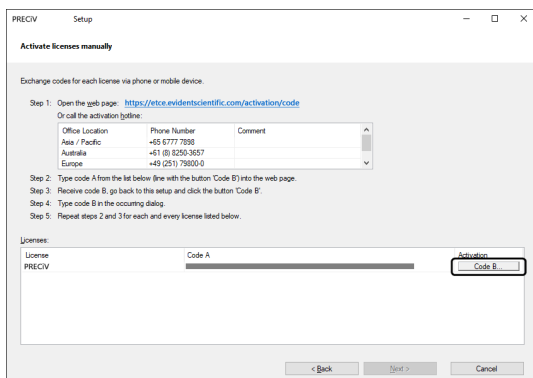 PRECiV Setup
Activate licenses manually
Exchange codes for each license via phone or mobile device.
Step 1: Open the web page: https://etce.evidentscientific.com/activation/code
Or call the activation hotline:
Office Location Phone Number Comment
Asia / Pacific +65 6777 7898
Australia +61 (8) 8250-3657
Europe +49 (251) 79800-0
Step 2: Type code A from the list below (line with the button 'Code B') into the web page.
Step 3: Receive code B, go back to this setup and click the button 'Code B'.
Step 4: Type code B in the occurring dialog.
Step 5: Repeat steps 2 and 3 for each and every license listed below.
Licenses:
License Code A Activation
PRECiV Code B...
< Back Next > Cancel